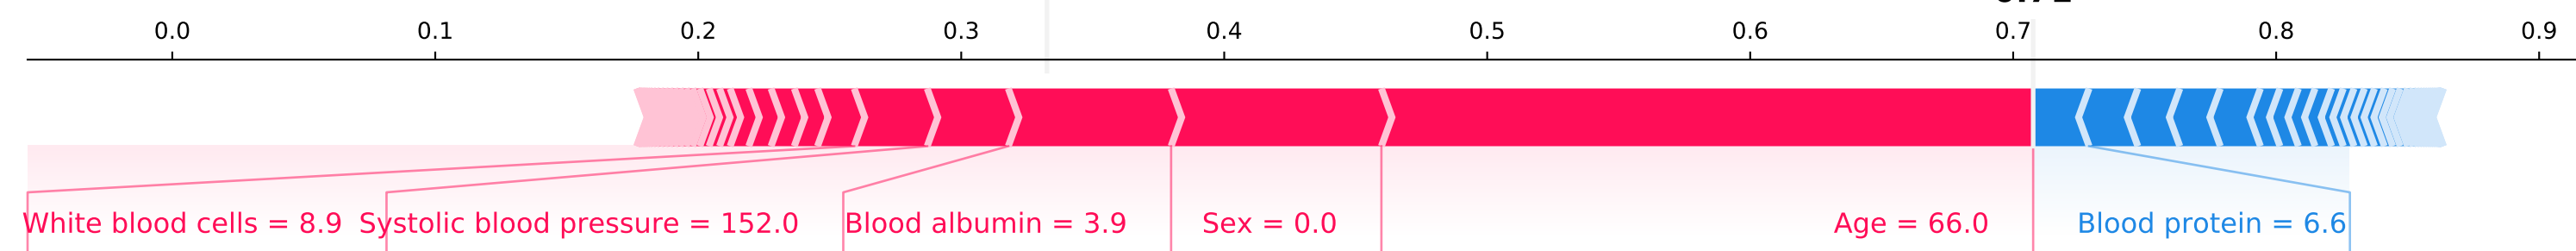 0.0 0.1 0.2 0.3 0.4 0.5 0.6 0.7 0.8 0.9
White blood cells = 8.9 Systolic blood pressure = 152.0 Blood albumin = 3.9 Sex = 0.0 Age = 66.0 Blood protein = 6.6